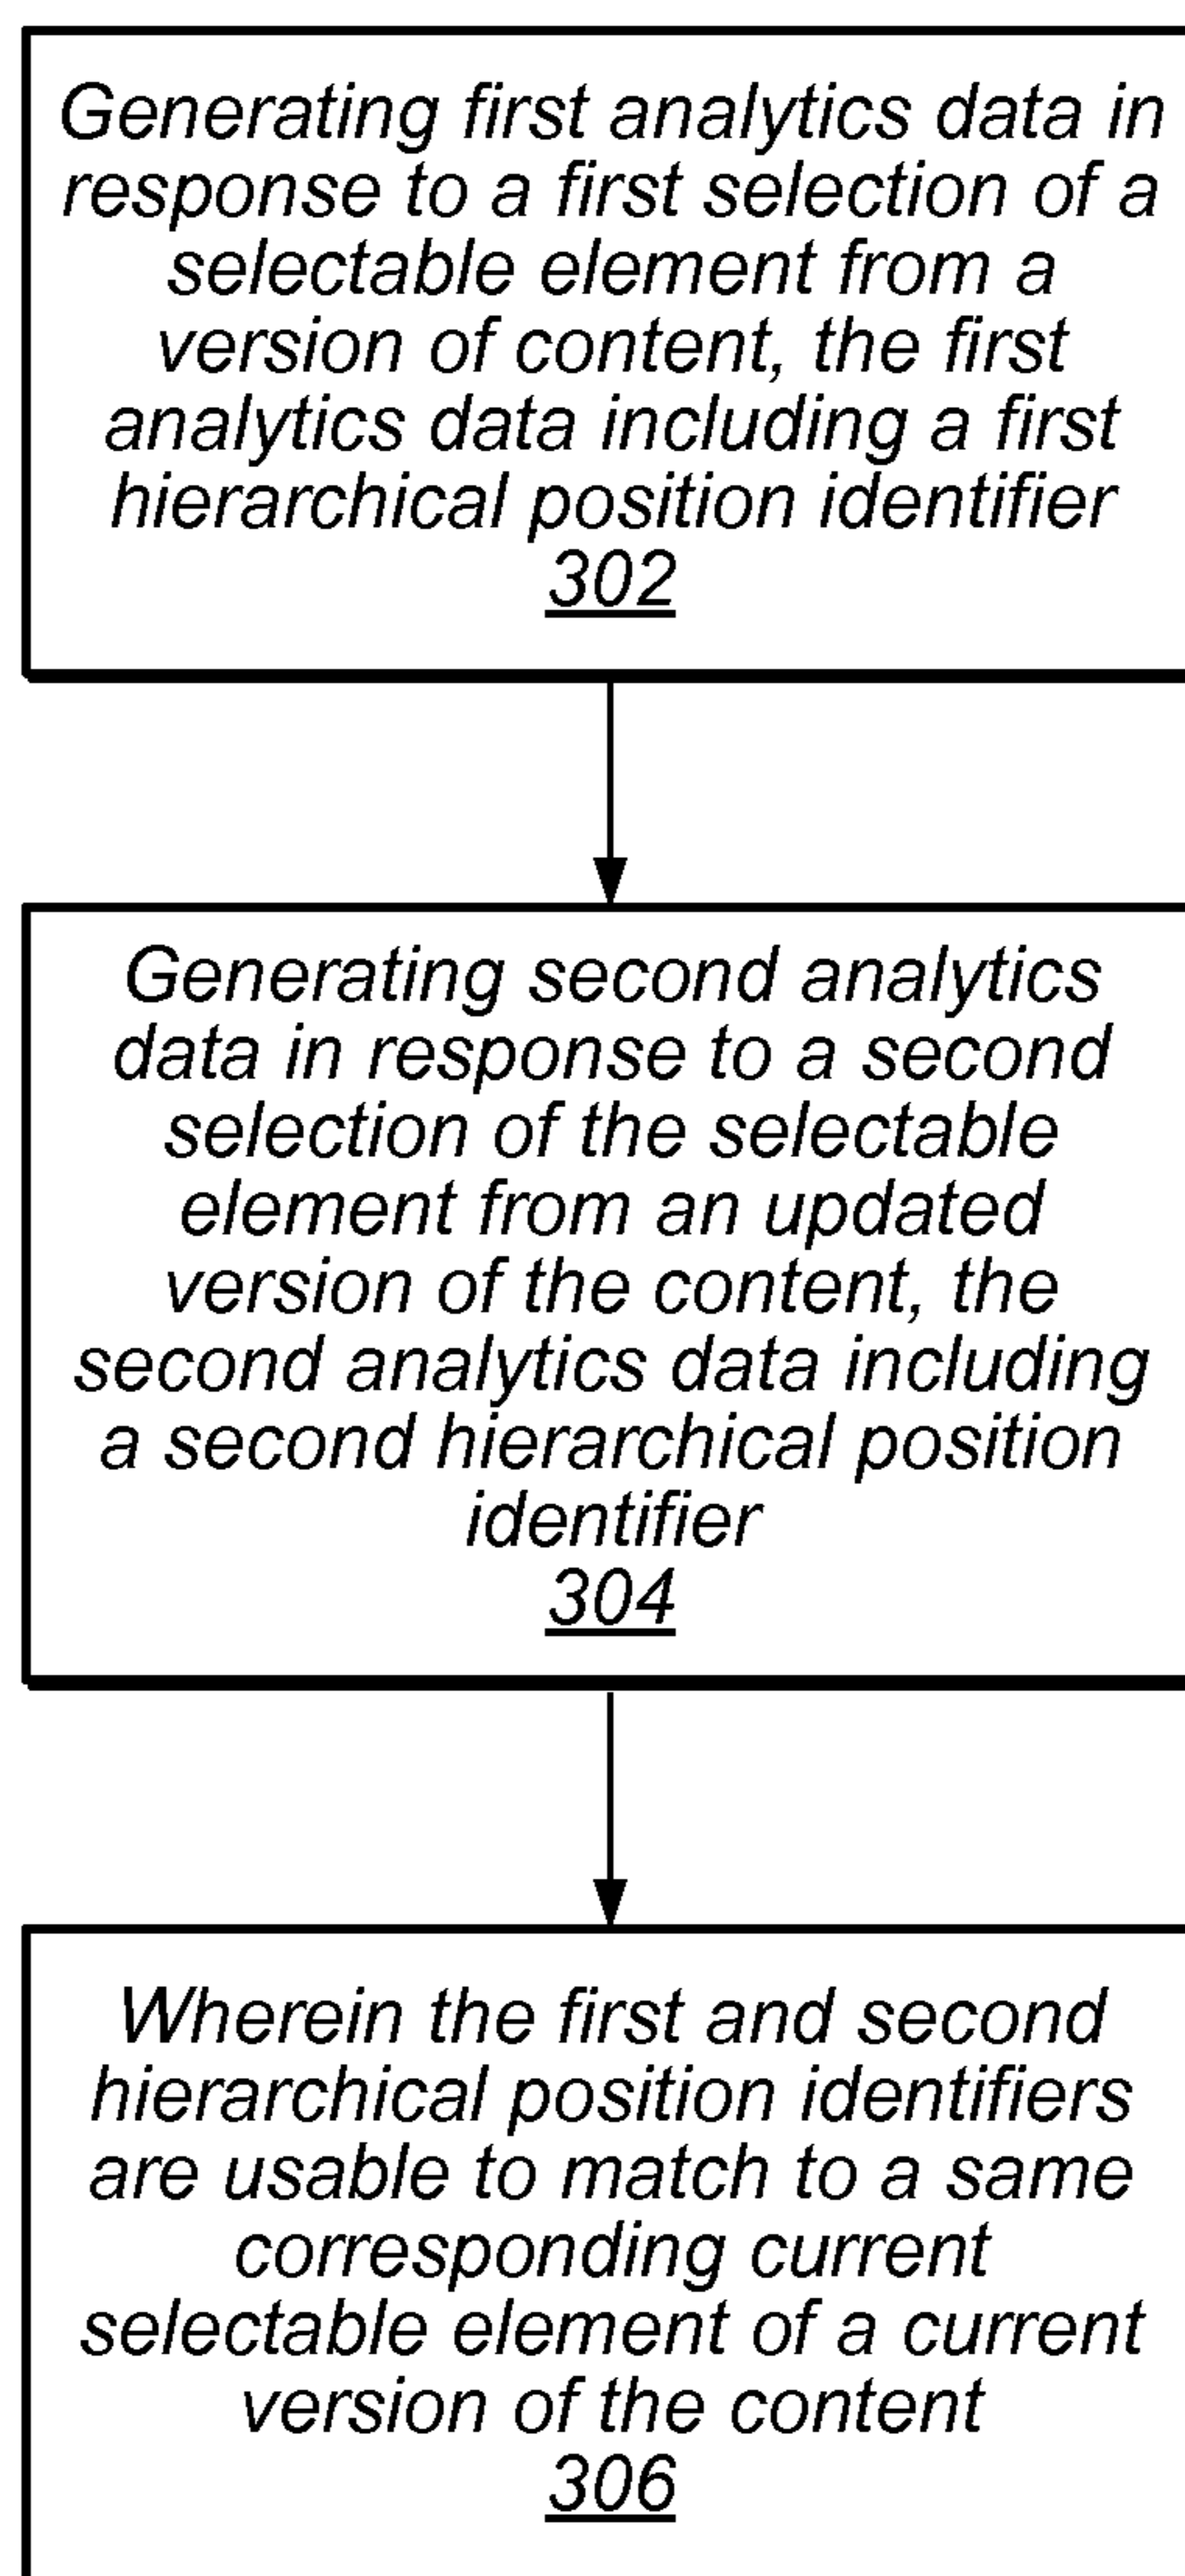 Generating first analytics data in
response to a first selection of a
selectable element from a
version of content, the first
analytics data including a first
hierarchical position identifier
302
Generating second analytics
data in response to a second
selection of the selectable
element from an updated
version of the content, the
second analytics data including
a second hierarchical position
identifier
304
Wherein the first and second
hierarchical position identifiers
are usable to match to a same
corresponding current
selectable element of a current
version of the content
306